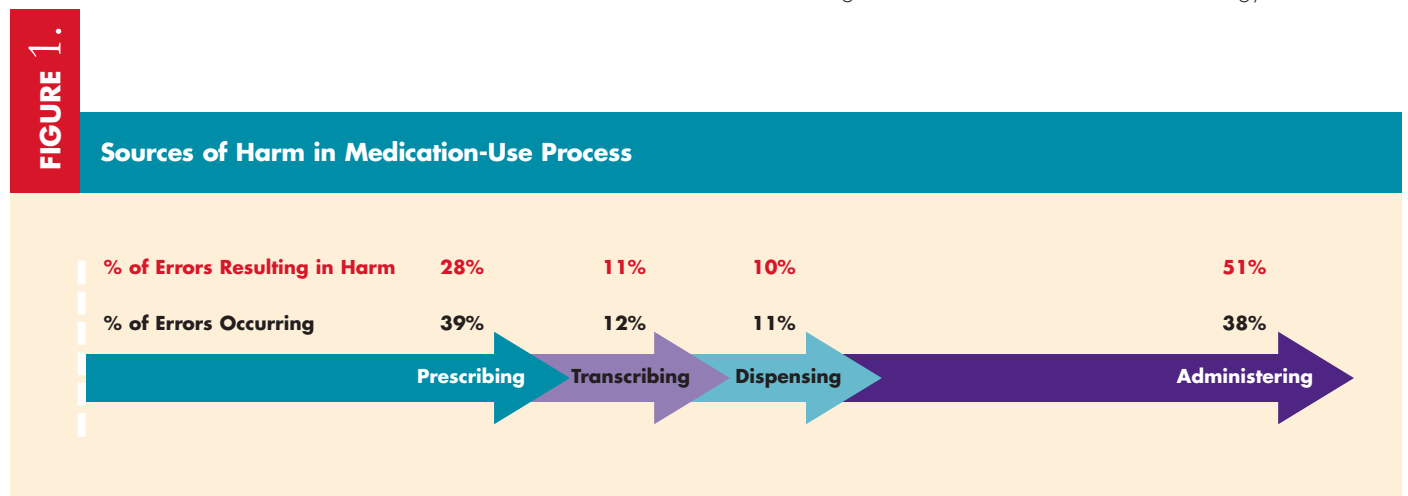 FIGURE 1.
Sources of Harm in Medication-Use Process
% of Errors Resulting in Harm 28% 11% 10% 51%
% of Errors Occurring 39% 12% 11% 38%
Prescribing Transcribing Dispensing Administering